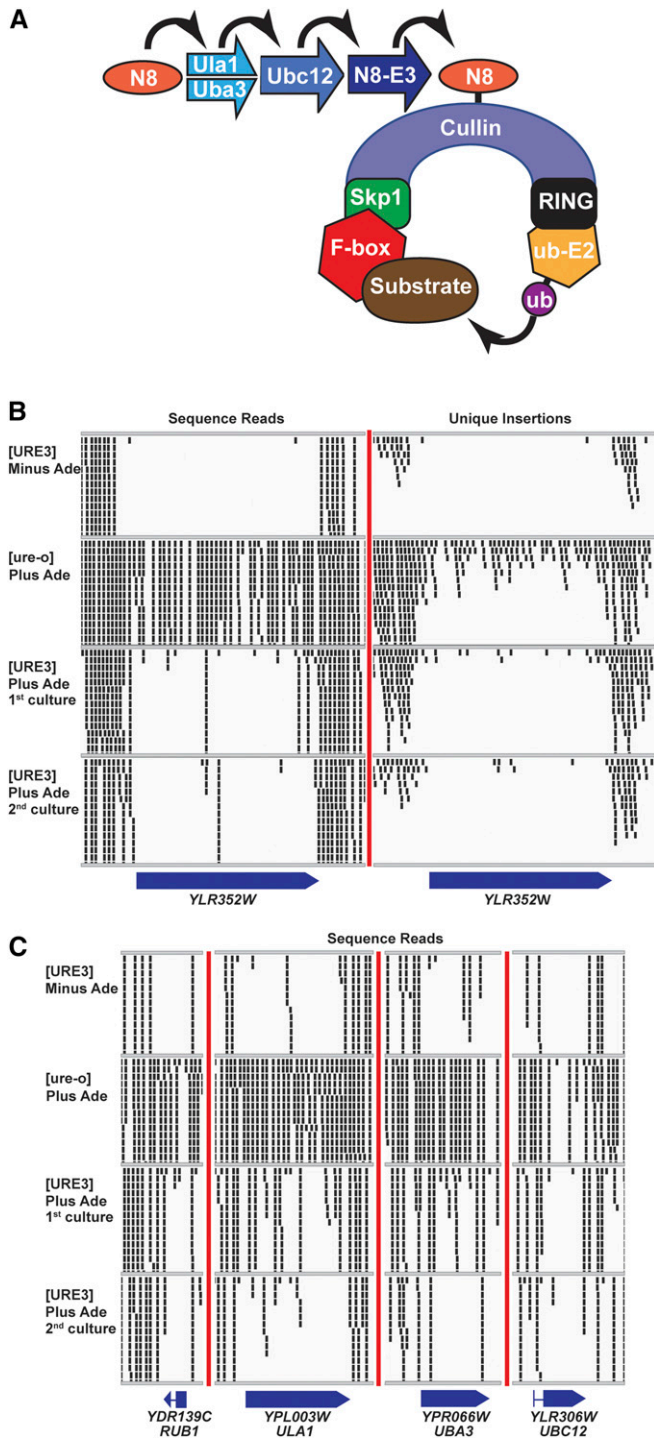 A
N8
Ula1
Uba3
Ubc12
N8-E3
N8
Cullin
Skp1
RING
F-box
ub-E2
Substrate
ub
B
Sequence Reads
Unique Insertions
[URE3]
Minus Ade
[ure-o]
Plus Ade
[URE3]
Plus Ade
1st culture
[URE3]
Plus Ade
2nd culture
YLR352W
YLR352W
C
Sequence Reads
[URE3]
Minus Ade
[ure-o]
Plus Ade
[URE3]
Plus Ade
1st culture
[URE3]
Plus Ade
2nd culture
YDR139C
RUB1
YPL003W
ULA1
YPR066W
UBA3
YLR306W
UBC12